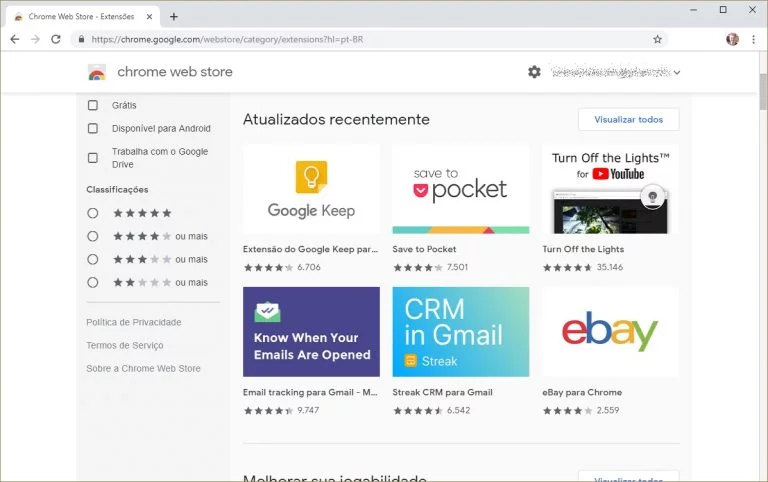 Chrome Web Store - Extensões
https://chrome.google.com/webstore/category/extensions?hl=pt-BR
chrome web store
Grátis
Disponível para Android
Trabalha com o Google
Drive
Classificações
ou mais
ou mais
ou mais
Política de Privacidade
Termos de Serviço
Sobre a Chrome Web Store
Atualizados recentemente
Visualizar todos
Google Keep
save to
pocket
Turn Off the Lights™
for YouTube
Extensão do Google Keep par...
Save to Pocket
Turn Off the Lights
6.706
7.501
35.146
Know When Your
Emails Are Opened
CRM
in Gmail
Streak
ebay
Email tracking para Gmail - M...
Streak CRM para Gmail
eBay para Chrome
9.747
6.542
2.559
Melhorar sua jogabilidade
Visualizar todos